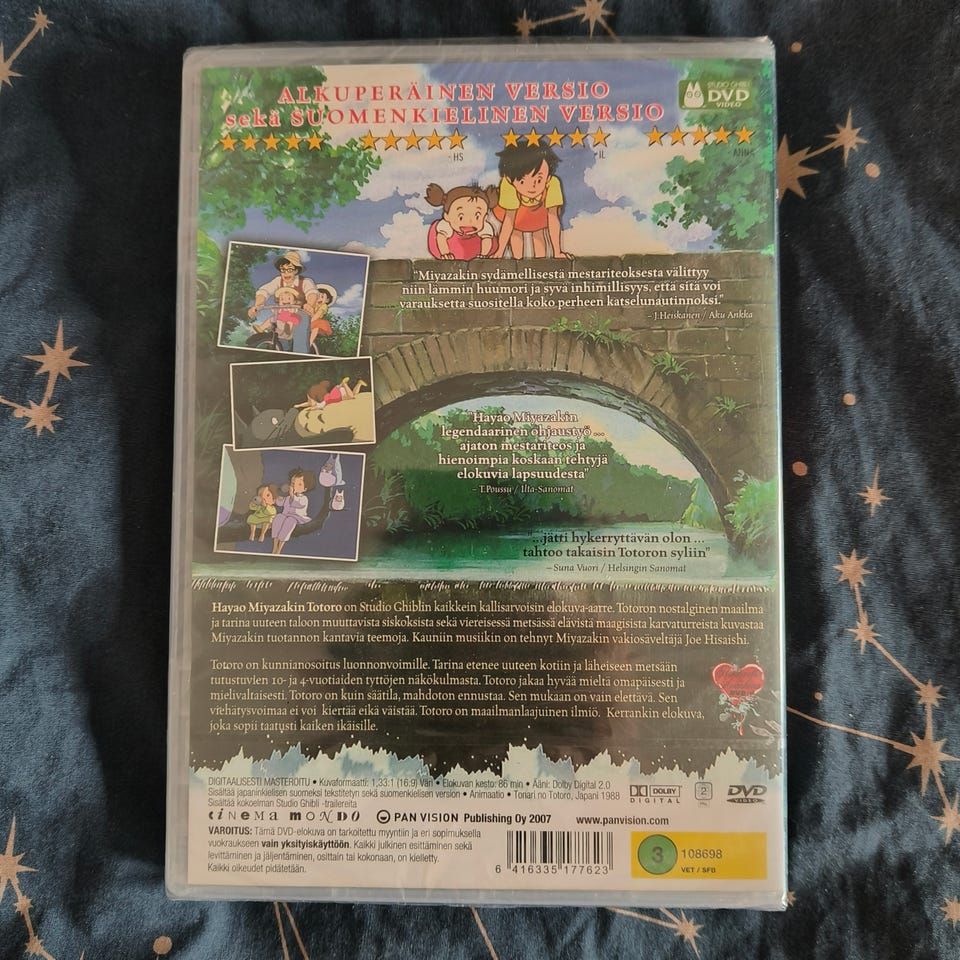 ALKUPERÄINEN VERSIO
sekä SUOMENKIELINEN VERSIO
STUDIO GHIBLI
DVD
VIDEO
HS
IL
ANNA
"Miyazakin sydämellisestä mestariteoksesta välittyy
niin lämmin huumori ja syvä inhimillisyys, että sitä voi
varauksetta suositella koko perheen katselunautinnoksi."
– J.Heiskanen / Aku Ankka
"Hayao Miyazakin
legendaarinen ohjaustyö ...
ajaton mestariteos ja
hienoimpia koskaan tehtyjä
elokuvia lapsuudesta"
– T.Poussu / Ilta-Sanomat
"...jätti hykerryttävän olon ...
tahtoo takaisin Totoron syliin"
– Suna Vuori / Helsingin Sanomat
Hayao Miyazakin Totoro on Studio Ghiblin kaikkein kallisarvoisin elokuva-aarre. Totoron nostalginen maailma
ja tarina uuteen taloon muuttavista siskoksista sekä viereisessä metsässä elävistä maagisista karvaturreista kuvastaa
Miyazakin tuotannon kantavia teemoja. Kauniin musiikin on tehnyt Miyazakin vakiosäveltäjä Joe Hisaishi.
Totoro on kunnianosoitus luonnonvoimille. Tarina etenee uuteen kotiin ja läheiseen metsään
tutustuvien 10- ja 4-vuotiaiden tyttöjen näkökulmasta. Totoro jakaa hyvää mieltä omapäisesti ja
mielivaltaisesti. Totoro on kuin säätila, mahdoton ennustaa. Sen mukaan on vain elettävä. Sen
viehätysvoimaa ei voi kiertää eikä väistää. Totoro on maailmanlaajuinen ilmiö. Kerrankin elokuva,
joka sopii taatusti kaiken ikäisille.
DIGITAALISESTI MASTEROITU • Kuvaformaatti: 1,33:1 (16:9) Väri • Elokuvan kesto: 86 min • Ääni: Dolby Digital 2.0
Sisältää japaninkielisen suomeksi tekstitetyn sekä suomenkielisen version • Animaatio • Tonari no Totoro, Japani 1988
Sisältää kokoelman Studio Ghibli -trailereita
DOLBY
DIGITAL
2
DVD
VIDEO
CINEMA MONDO
PAN VISION Publishing Oy 2007
www.panvision.com
VAROITUS: Tämä DVD-elokuva on tarkoitettu myyntiin ja eri sopimuksella
vuokraukseen vain yksityiskäyttöön. Kaikki julkinen esittäminen sekä
levittäminen ja jäljentäminen, osittain tai kokonaan, on kielletty.
Kaikki oikeudet pidätetään.
6 416335 177623
3
108698
VET / SFB